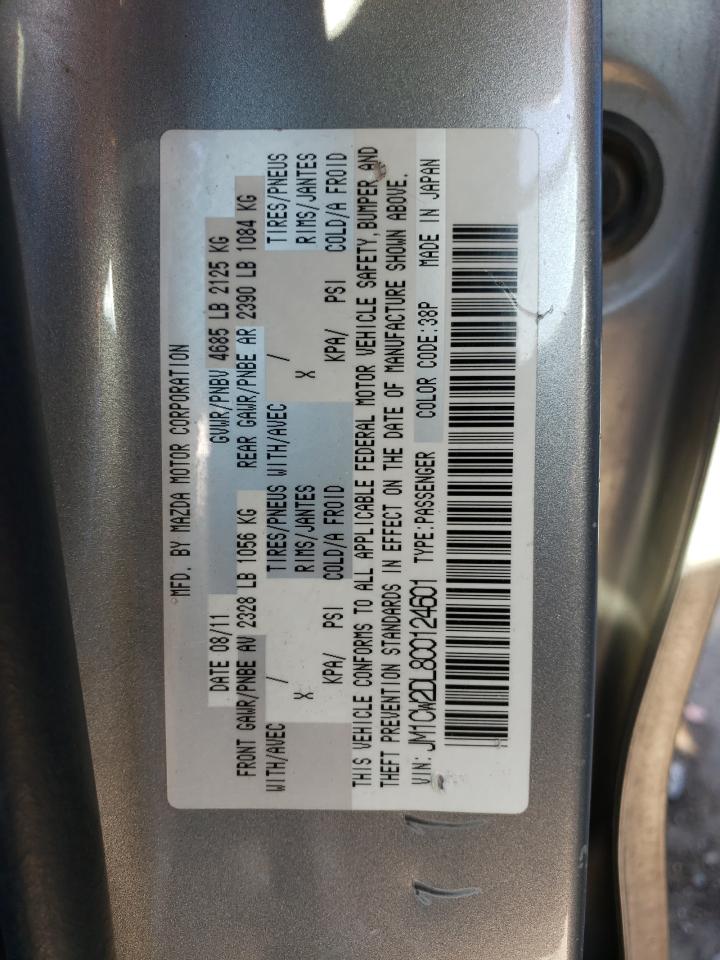 MFD. BY MAZDA MOTOR CORPORATION
DATE 08/11 GVWR/PNBV 4685 LB 2125 KG
FRONT GAWR/PNBE AV 2328 LB 1056 KG REAR GAWR/PNBE AR 2390 LB 1084 KG
WITH/AVEC / TIRES/PNEUS WITH/AVEC / TIRES/PNEUS
X RIMS/JANTES X RIMS/JANTES
KPA/ PSI COLD/A FROID KPA/ PSI COLD/A FROID
THIS VEHICLE CONFORMS TO ALL APPLICABLE FEDERAL MOTOR VEHICLE SAFETY, BUMPER AND
THEFT PREVENTION STANDARDS IN EFFECT ON THE DATE OF MANUFACTURE SHOWN ABOVE.
VIN: JM1CW2DL8C0124601 TYPE:PASSENGER COLOR CODE:38P MADE IN JAPAN